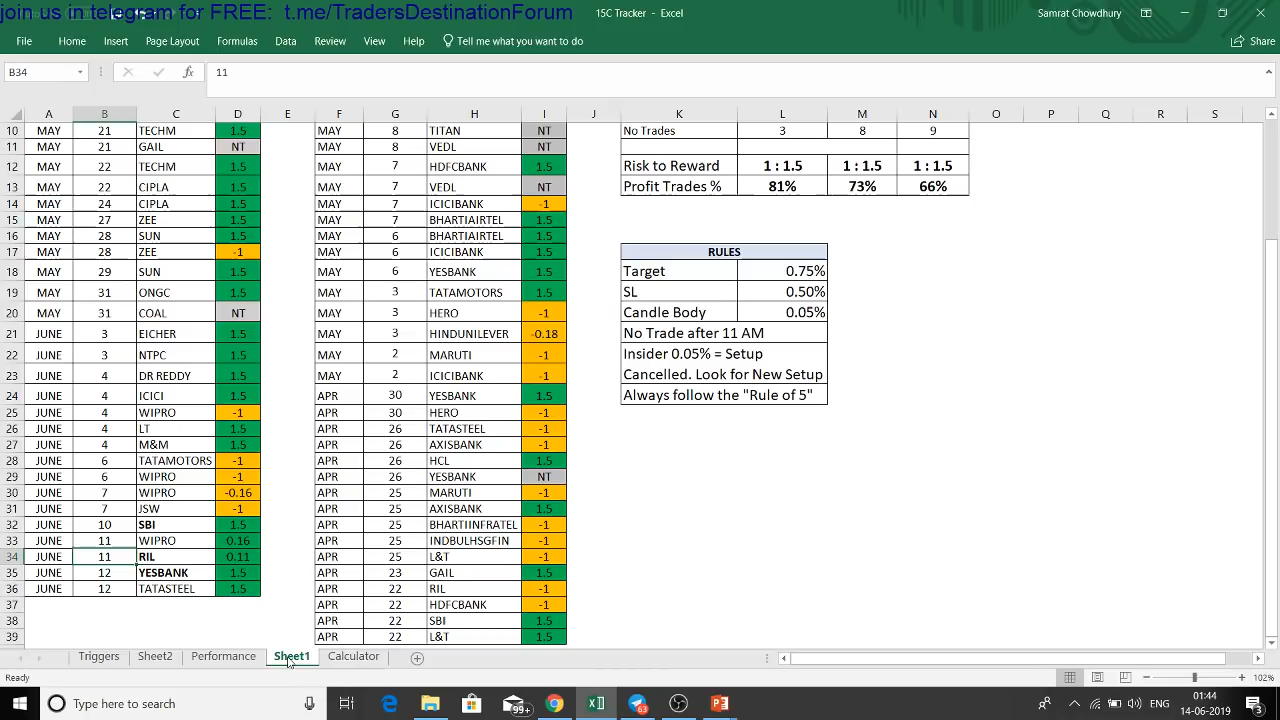 join us in telegram for FREE: t.me/TradersDestinationForum
15C Tracker - Excel
Samrat Chowdhury
File Home Insert Page Layout Formulas Data Review View Help Tell me what you want to do Share
B34 fx 11
A B C D E F G H I J K L M N O P Q R S
10 MAY 21 TECHM 1.5 MAY 8 TITAN NT No Trades 3 8 9
11 MAY 21 GAIL NT MAY 8 VEDL NT
12 MAY 22 TECHM 1.5 MAY 7 HDFCBANK 1.5 Risk to Reward 1 : 1.5 1 : 1.5 1 : 1.5
13 MAY 22 CIPLA 1.5 MAY 7 VEDL NT Profit Trades % 81% 73% 66%
14 MAY 24 CIPLA 1.5 MAY 7 ICICIBANK -1
15 MAY 27 ZEE 1.5 MAY 7 BHARTIAIRTEL 1.5
16 MAY 28 SUN 1.5 MAY 6 BHARTIAIRTEL 1.5
17 MAY 28 ZEE -1 MAY 6 ICICIBANK 1.5 RULES
18 MAY 29 SUN 1.5 MAY 6 YESBANK 1.5 Target 0.75%
19 MAY 31 ONGC 1.5 MAY 3 TATAMOTORS 1.5 SL 0.50%
20 MAY 31 COAL NT MAY 3 HERO -1 Candle Body 0.05%
21 JUNE 3 EICHER 1.5 MAY 3 HINDUNILEVER -0.18 No Trade after 11 AM
22 JUNE 3 NTPC 1.5 MAY 2 MARUTI -1 Insider 0.05% = Setup
23 JUNE 4 DR REDDY 1.5 MAY 2 ICICIBANK -1 Cancelled. Look for New Setup
24 JUNE 4 ICICI 1.5 APR 30 YESBANK 1.5 Always follow the "Rule of 5"
25 JUNE 4 WIPRO -1 APR 30 HERO -1
26 JUNE 4 LT 1.5 APR 26 TATASTEEL -1
27 JUNE 4 M&M 1.5 APR 26 AXISBANK -1
28 JUNE 6 TATAMOTORS -1 APR 26 HCL 1.5
29 JUNE 6 WIPRO -1 APR 26 YESBANK NT
30 JUNE 7 WIPRO -0.16 APR 25 MARUTI -1
31 JUNE 7 JSW -1 APR 25 AXISBANK 1.5
32 JUNE 10 SBI 1.5 APR 25 BHARTIINFRATEL -1
33 JUNE 11 WIPRO 0.16 APR 25 INDBULHSGFIN -1
34 JUNE 11 RIL 0.11 APR 25 L&T -1
35 JUNE 12 YESBANK 1.5 APR 23 GAIL 1.5
36 JUNE 12 TATASTEEL 1.5 APR 22 RIL -1
37 APR 22 HDFCBANK -1
38 APR 22 SBI 1.5
39 APR 22 L&T 1.5
Triggers Sheet2 Performance Sheet1 Calculator
Ready 102%
Type here to search 99+ 63 ENG 01:44
14-06-2019 3